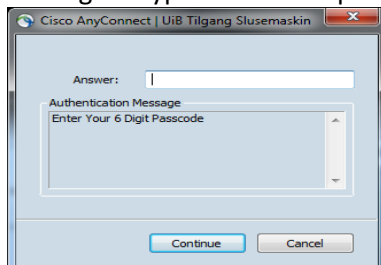 Cisco AnyConnect | UiB Tilgang Slusemaskin
Answer:
Authentication Message
Enter Your 6 Digit Passcode
Continue Cancel